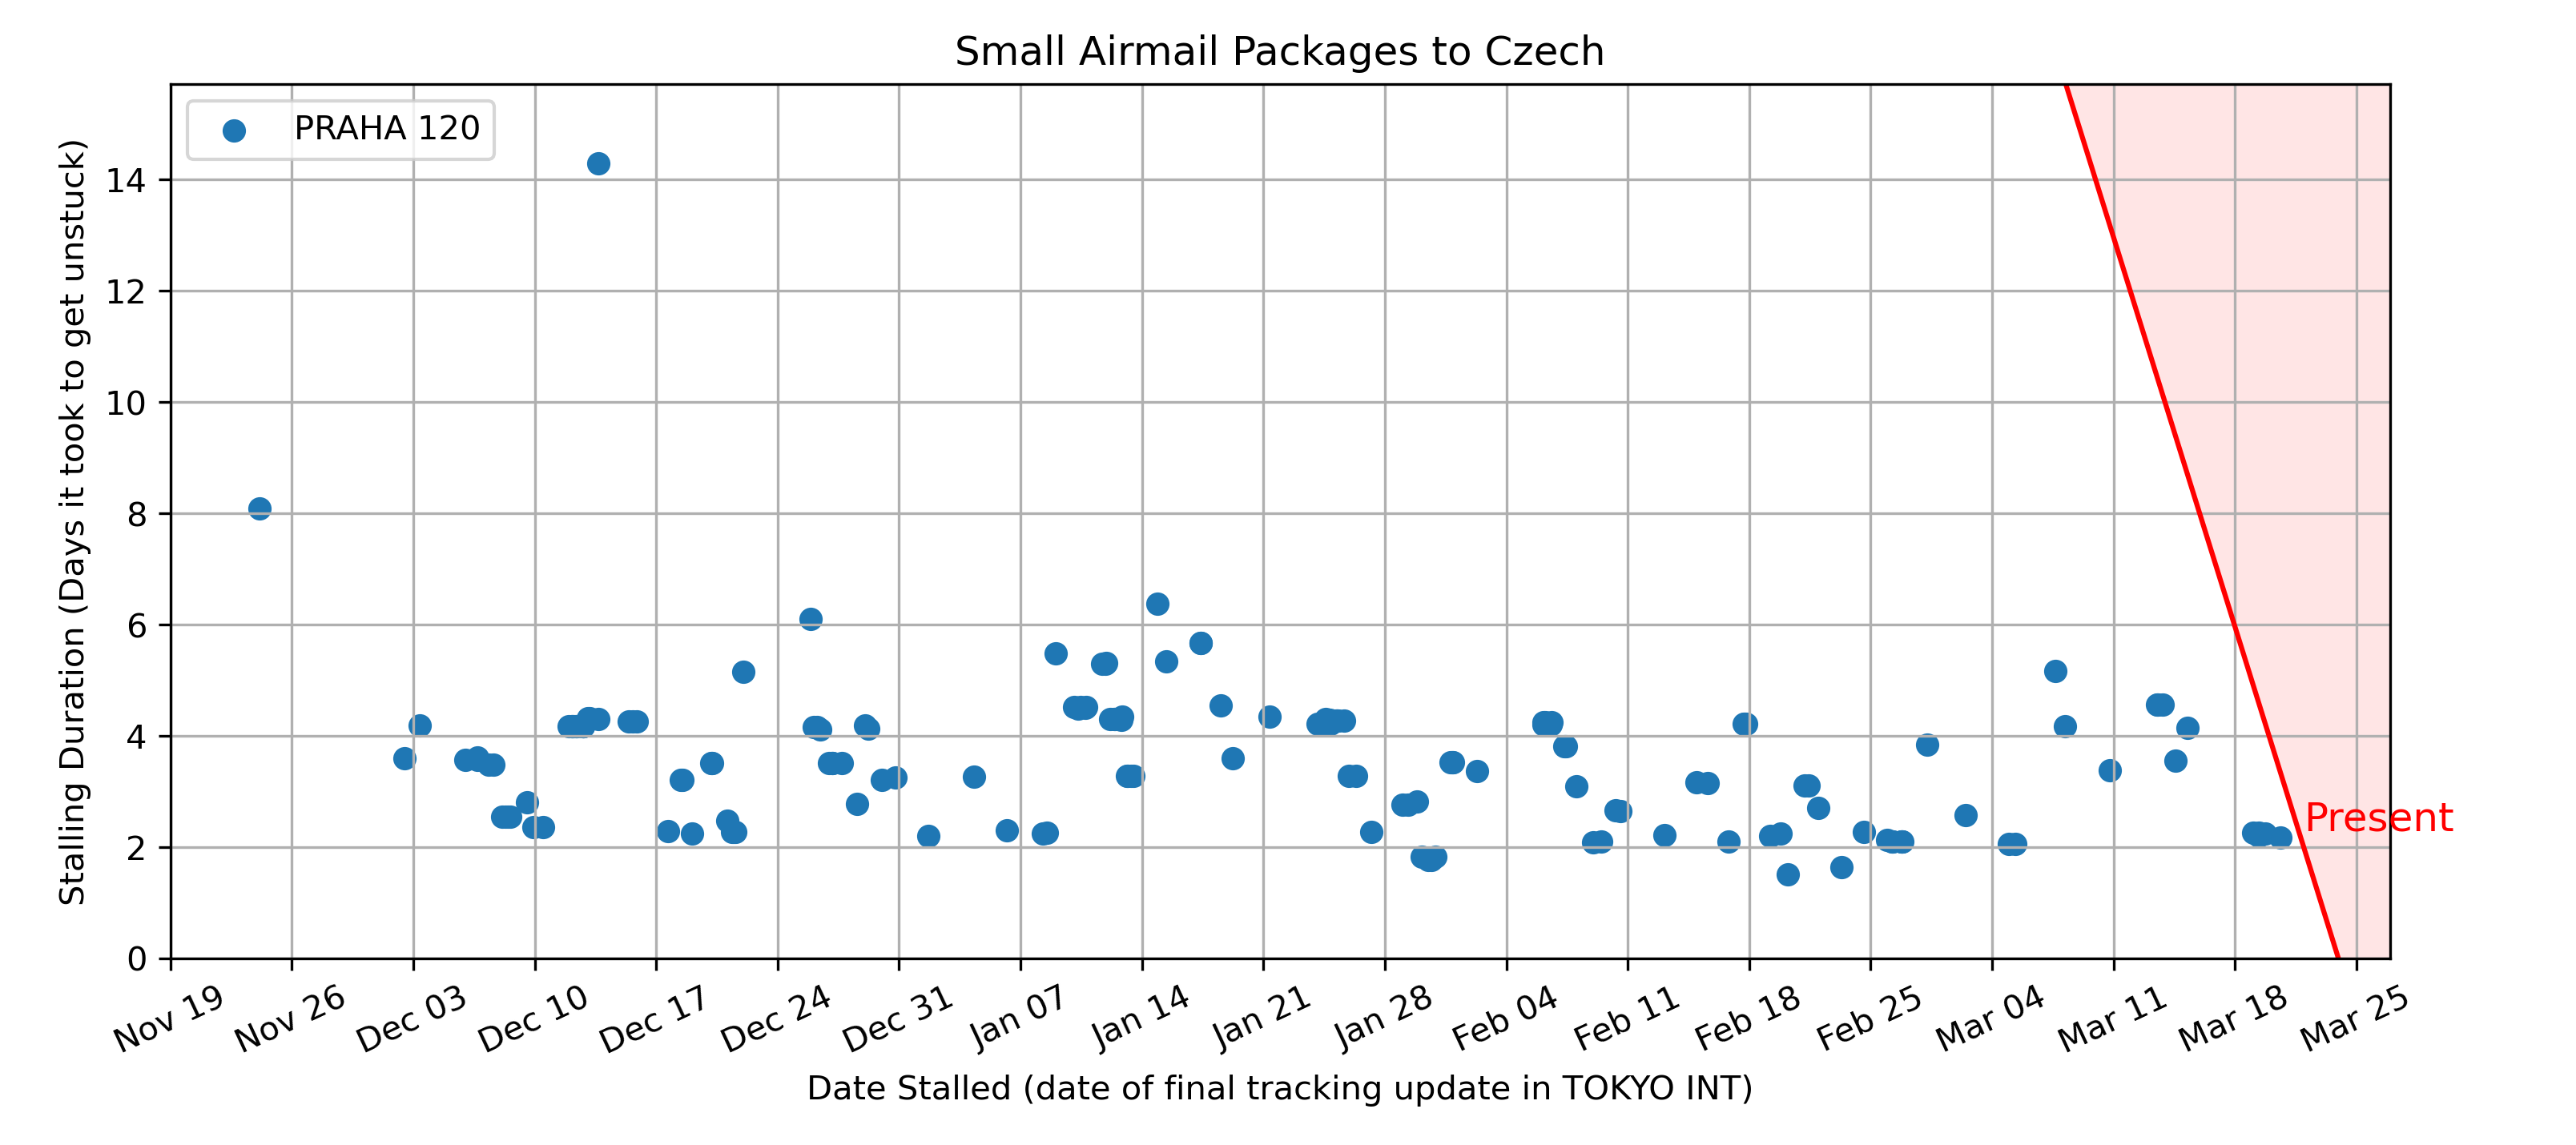 Small Airmail Packages to Czech
PRAHA 120
Stalling Duration (Days it took to get unstuck)
14
12
10
8
6
4
2
0
Present
Nov 19
Nov 26
Dec 03
Dec 10
Dec 17
Dec 24
Dec 31
Jan 07
Jan 14
Jan 21
Jan 28
Feb 04
Feb 11
Feb 18
Feb 25
Mar 04
Mar 11
Mar 18
Mar 25
Date Stalled (date of final tracking update in TOKYO INT)